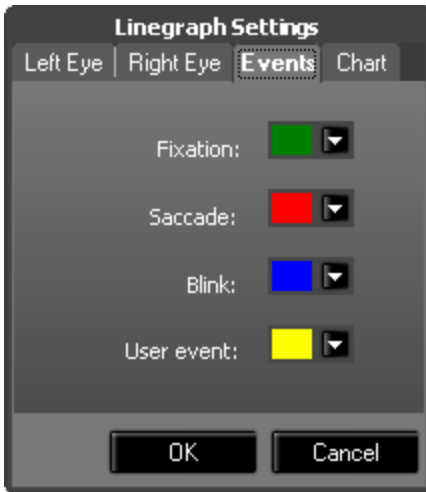 Linegraph Settings
Left Eye Right Eye Events Chart
Fixation:
Saccade:
Blink:
User event:
OK Cancel